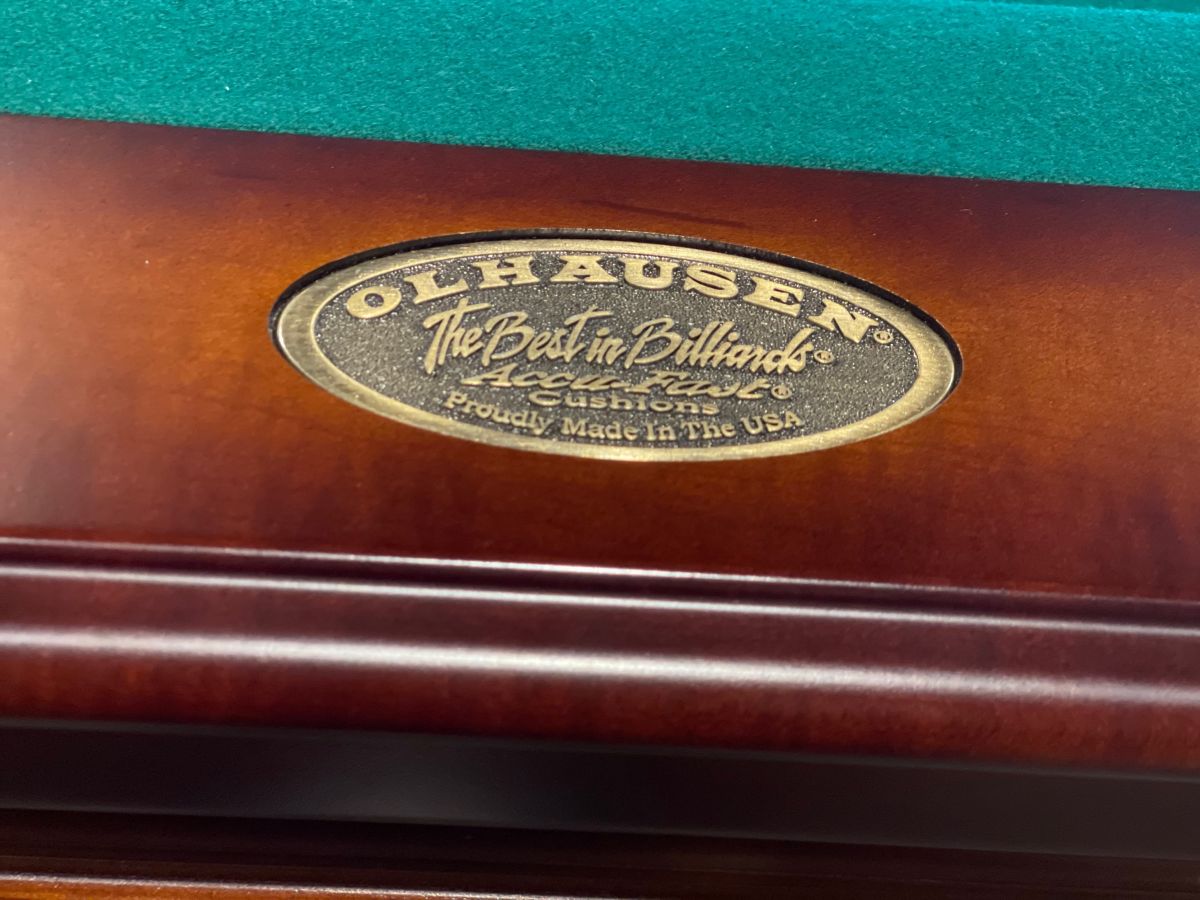 OLHAUSEN®
The Best in Billiards®
Accu-Fast®
Cushions
Proudly Made In The USA